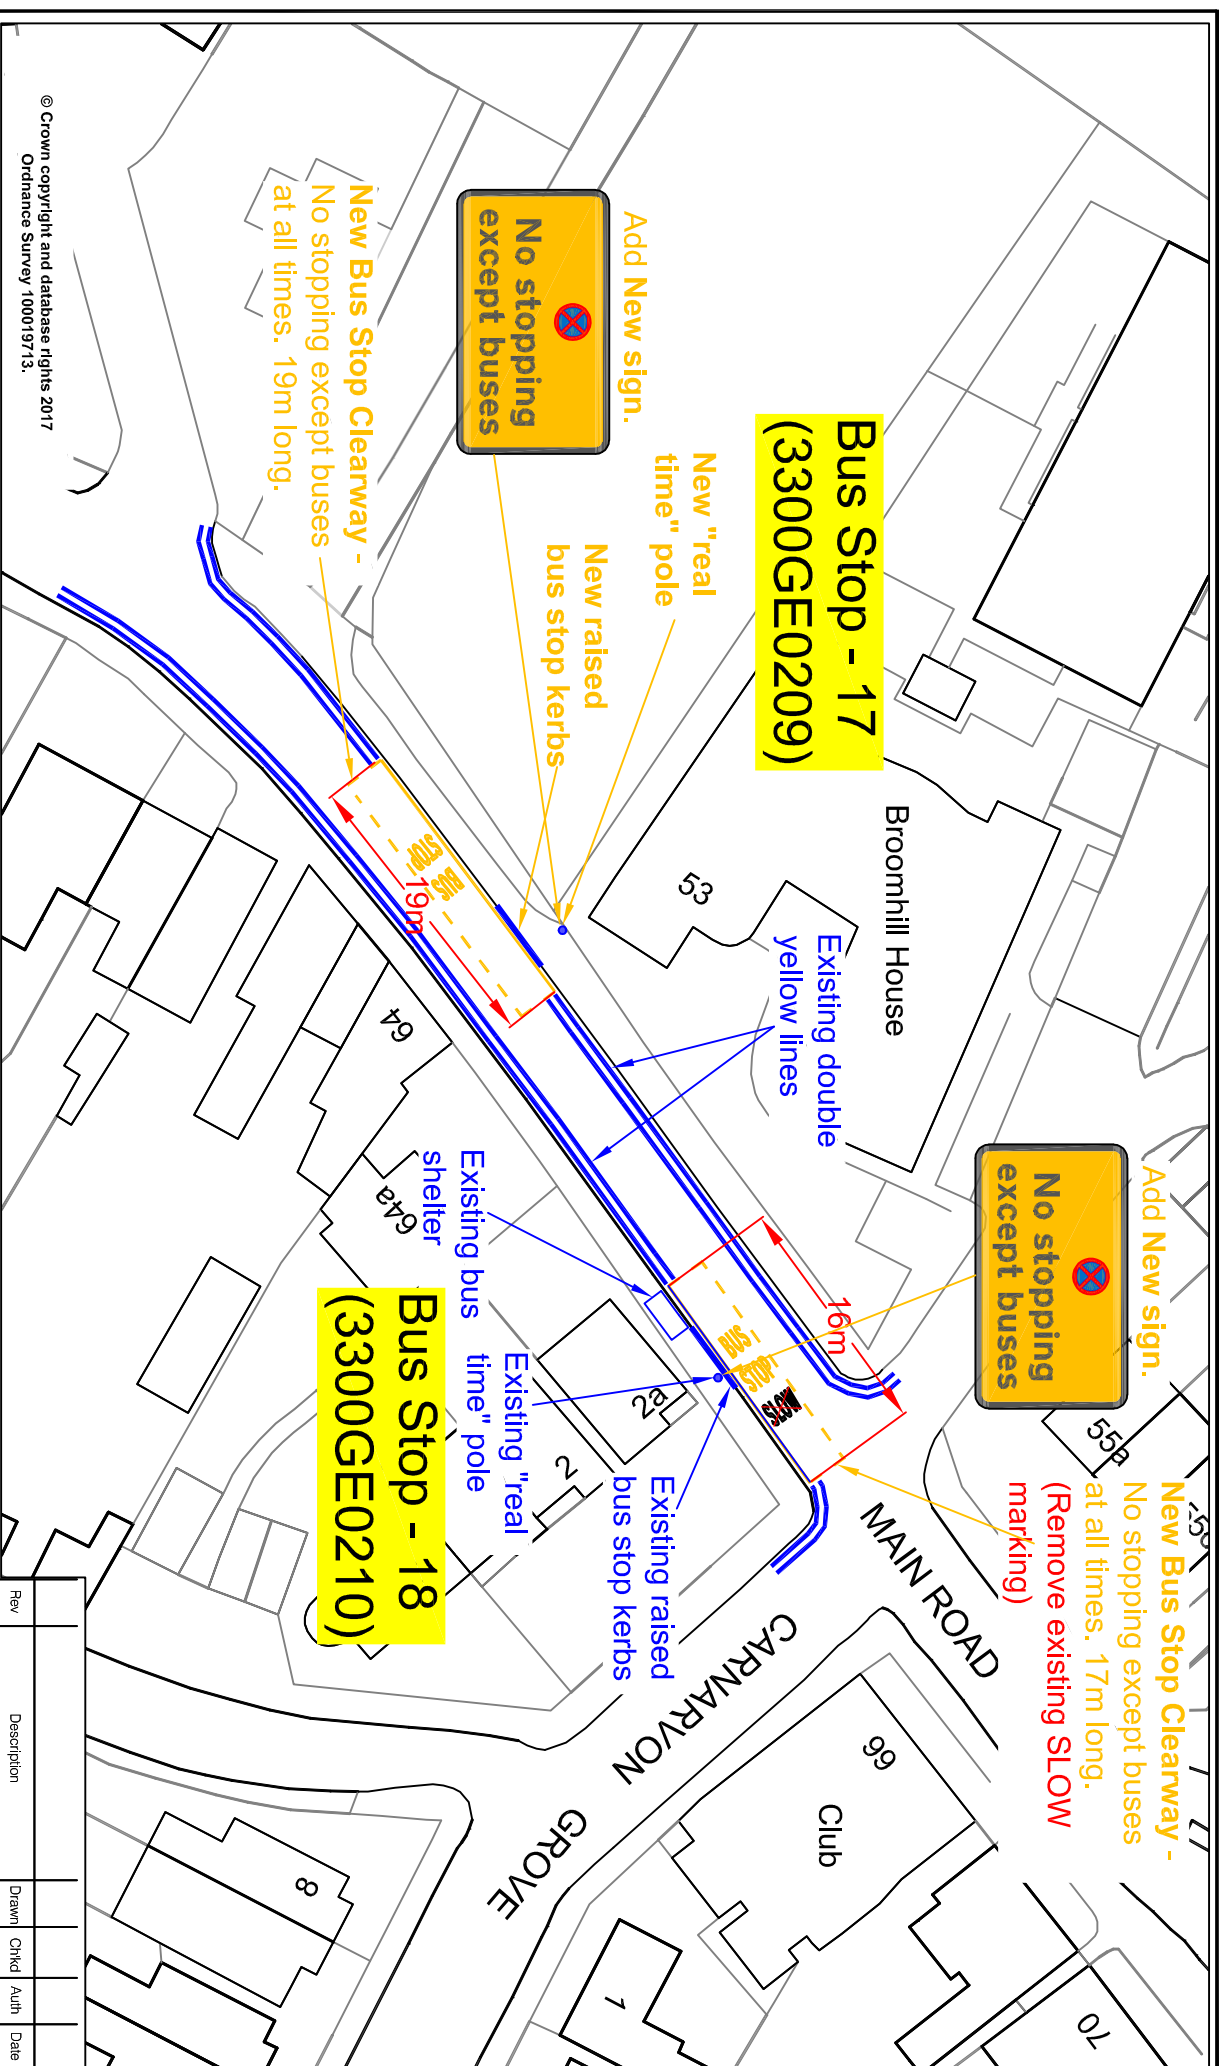 Add New sign.
No stopping
except buses
New "real
time" pole
New raised
bus stop kerbs
New Bus Stop Clearway -
No stopping except buses
at all times. 19m long.
© Crown copyright and database rights 2017
Ordnance Survey 100019713.
Bus Stop - 17
(3300GE0209)
Broomhill House
53
Existing double
yellow lines
BUS
STOP
19m
64
64a
Existing bus
shelter
Existing "real
time" pole
Bus Stop - 18
(3300GE0210)
2a
2
Existing raised
bus stop kerbs
16m
BUS
STOP
SLOW
Add New sign.
No stopping
except buses
55a
New Bus Stop Clearway -
No stopping except buses
at all times. 17m long.
(Remove existing SLOW
marking)
MAIN ROAD
CARNARVON
GROVE
99
Club
8
1
70
Rev
Description
Drawn
Ch'kd
Auth
Date